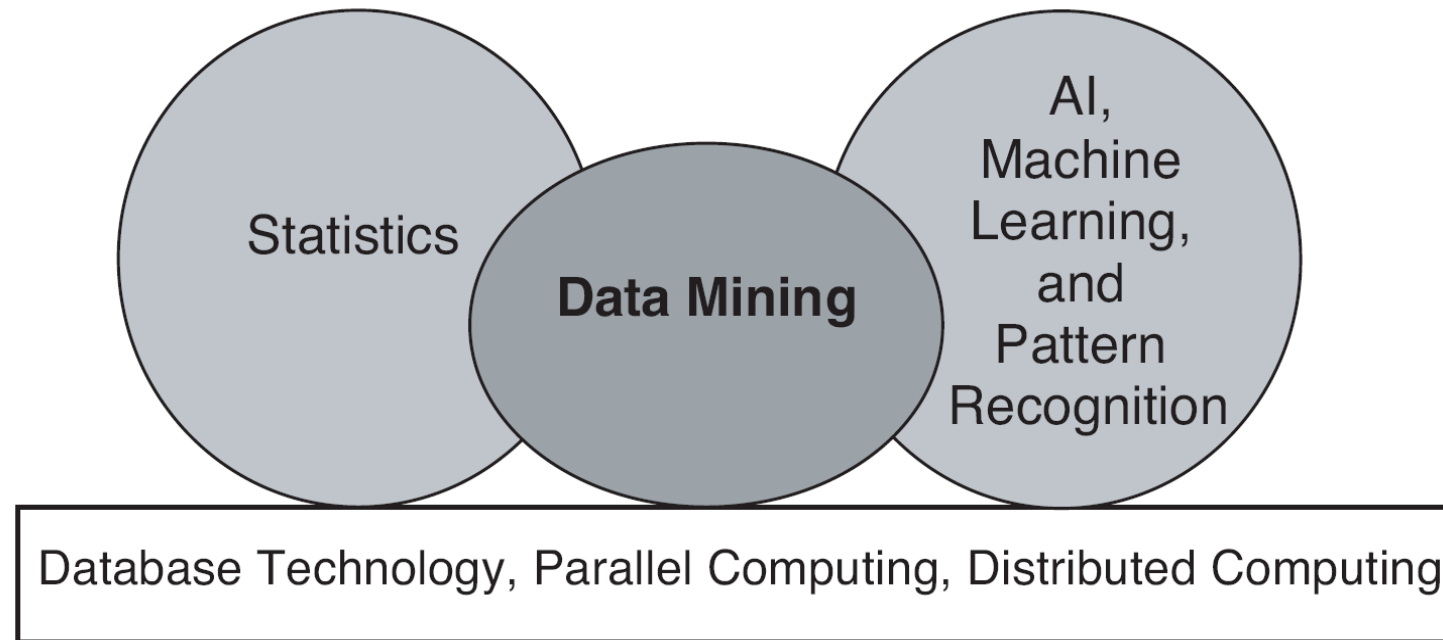 Statistics
Data Mining
AI,
Machine
Learning,
and
Pattern
Recognition
Database Technology, Parallel Computing, Distributed Computing